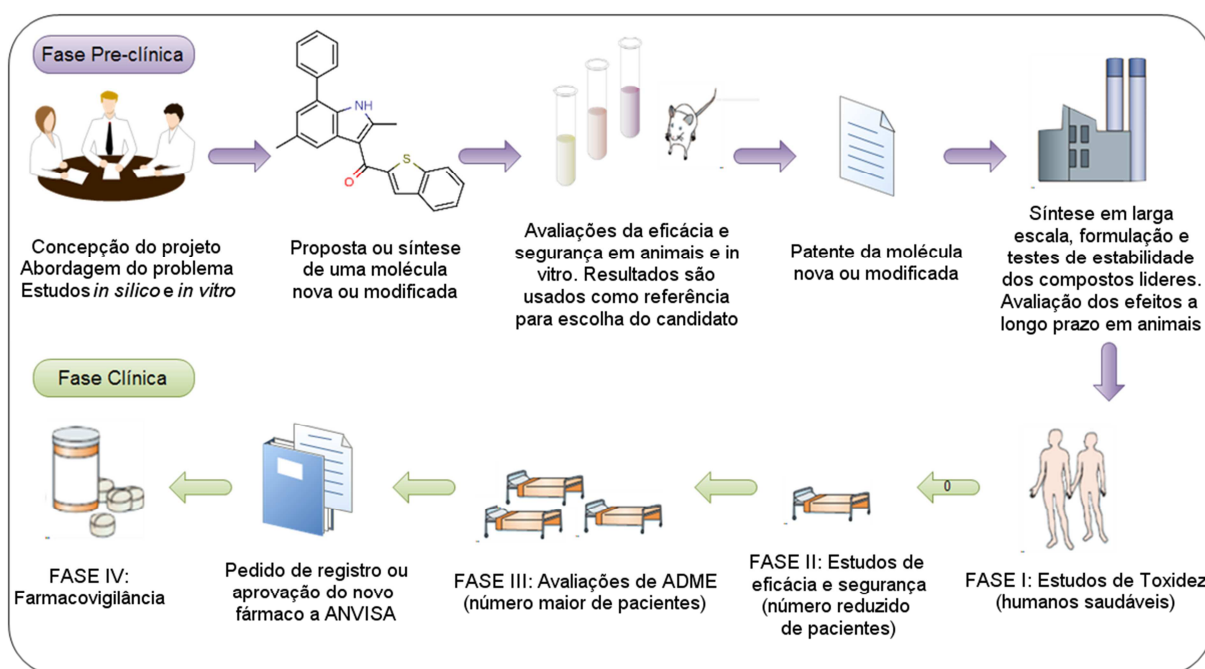 Fase Pre-clínica
NH
S
O
Concepção do projeto
Abordagem do problema
Estudos in silico e in vitro
Proposta ou síntese
de uma molécula
nova ou modificada
Avaliações da eficácia e
segurança em animais e in
vitro. Resultados são
usados como referência
para escolha do candidato
Patente da molécula
nova ou modificada
Síntese em larga
escala, formulação e
testes de estabilidade
dos compostos lideres.
Avaliação dos efeitos a
longo prazo em animais
Fase Clínica
0
FASE I: Estudos de Toxidez
(humanos saudáveis)
FASE II: Estudos de
eficácia e segurança
(número reduzido
de pacientes)
FASE III: Avaliações de ADME
(número maior de pacientes)
Pedido de registro ou
aprovação do novo
fármaco a ANVISA
FASE IV:
Farmacovigilância